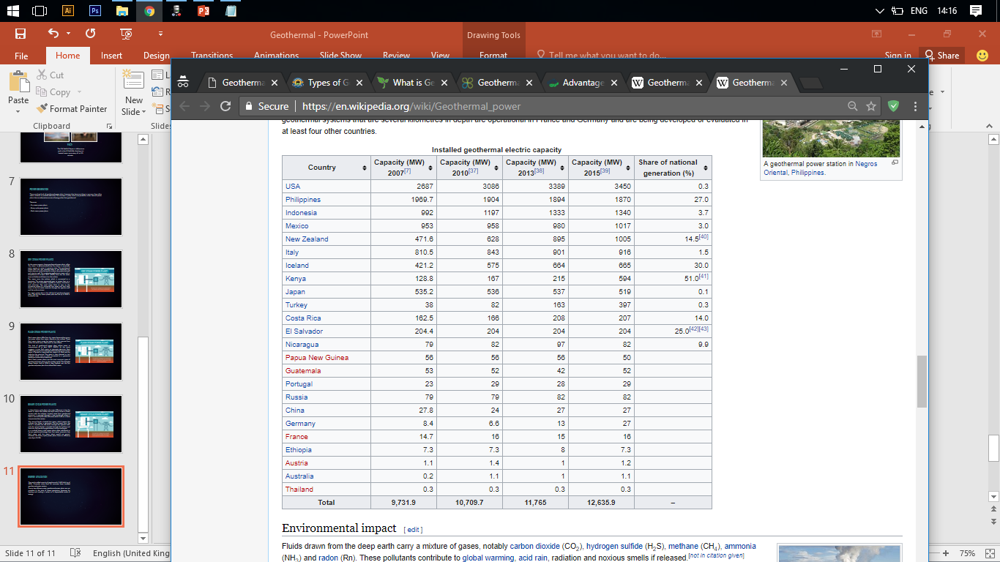 Ai
Ps
ENG
14:16
Geothermal - PowerPoint
Drawing Tools
File
Home
Insert
Design
Transitions
Animations
Slide Show
Review
View
Format
Tell me what you want to do...
Sign in
Share
Paste
Cut
Copy
Format Painter
Clipboard
New
Slide
L
R
S
Slides
Geotherma
Types of G
What is Ge
Geotherm
Advantage
Geotherma
Geotherma
Secure
https://en.wikipedia.org/wiki/Geothermal_power
geothermal systems that are several kilometres in depth are operational in France and Germany and are being developed or evaluated in
at least four other countries.
A geothermal power station in Negros
Oriental, Philippines.
Installed geothermal electric capacity
Country Capacity (MW) 2007[7] Capacity (MW) 2010[37] Capacity (MW) 2013[38] Capacity (MW) 2015[39] Share of national generation (%)
USA 2687 3086 3389 3450 0.3
Philippines 1969.7 1904 1894 1870 27.0
Indonesia 992 1197 1333 1340 3.7
Mexico 953 958 980 1017 3.0
New Zealand 471.6 628 895 1005 14.5[40]
Italy 810.5 843 901 916 1.5
Iceland 421.2 575 664 665 30.0
Kenya 128.8 167 215 594 51.0[41]
Japan 535.2 536 537 519 0.1
Turkey 38 82 163 397 0.3
Costa Rica 162.5 166 208 207 14.0
El Salvador 204.4 204 204 204 25.0[42][43]
Nicaragua 79 82 97 82 9.9
Papua New Guinea 56 56 56 50
Guatemala 53 52 42 52
Portugal 23 29 28 29
Russia 79 79 82 82
China 27.8 24 27 27
Germany 8.4 6.6 13 27
France 14.7 16 15 16
Ethiopia 7.3 7.3 8 7.3
Austria 1.1 1.4 1 1.2
Australia 0.2 1.1 1 1.1
Thailand 0.3 0.3 0.3 0.3
Total 9,731.9 10,709.7 11,765 12,635.9 –
Environmental impact [ edit ]
Fluids drawn from the deep earth carry a mixture of gases, notably carbon dioxide (CO2), hydrogen sulfide (H2S), methane (CH4), ammonia
(NH3) and radon (Rn). These pollutants contribute to global warming, acid rain, radiation and noxious smells if released.[not in citation given]
7
8
9
10
11
Slide 11 of 11
English (United King
75%